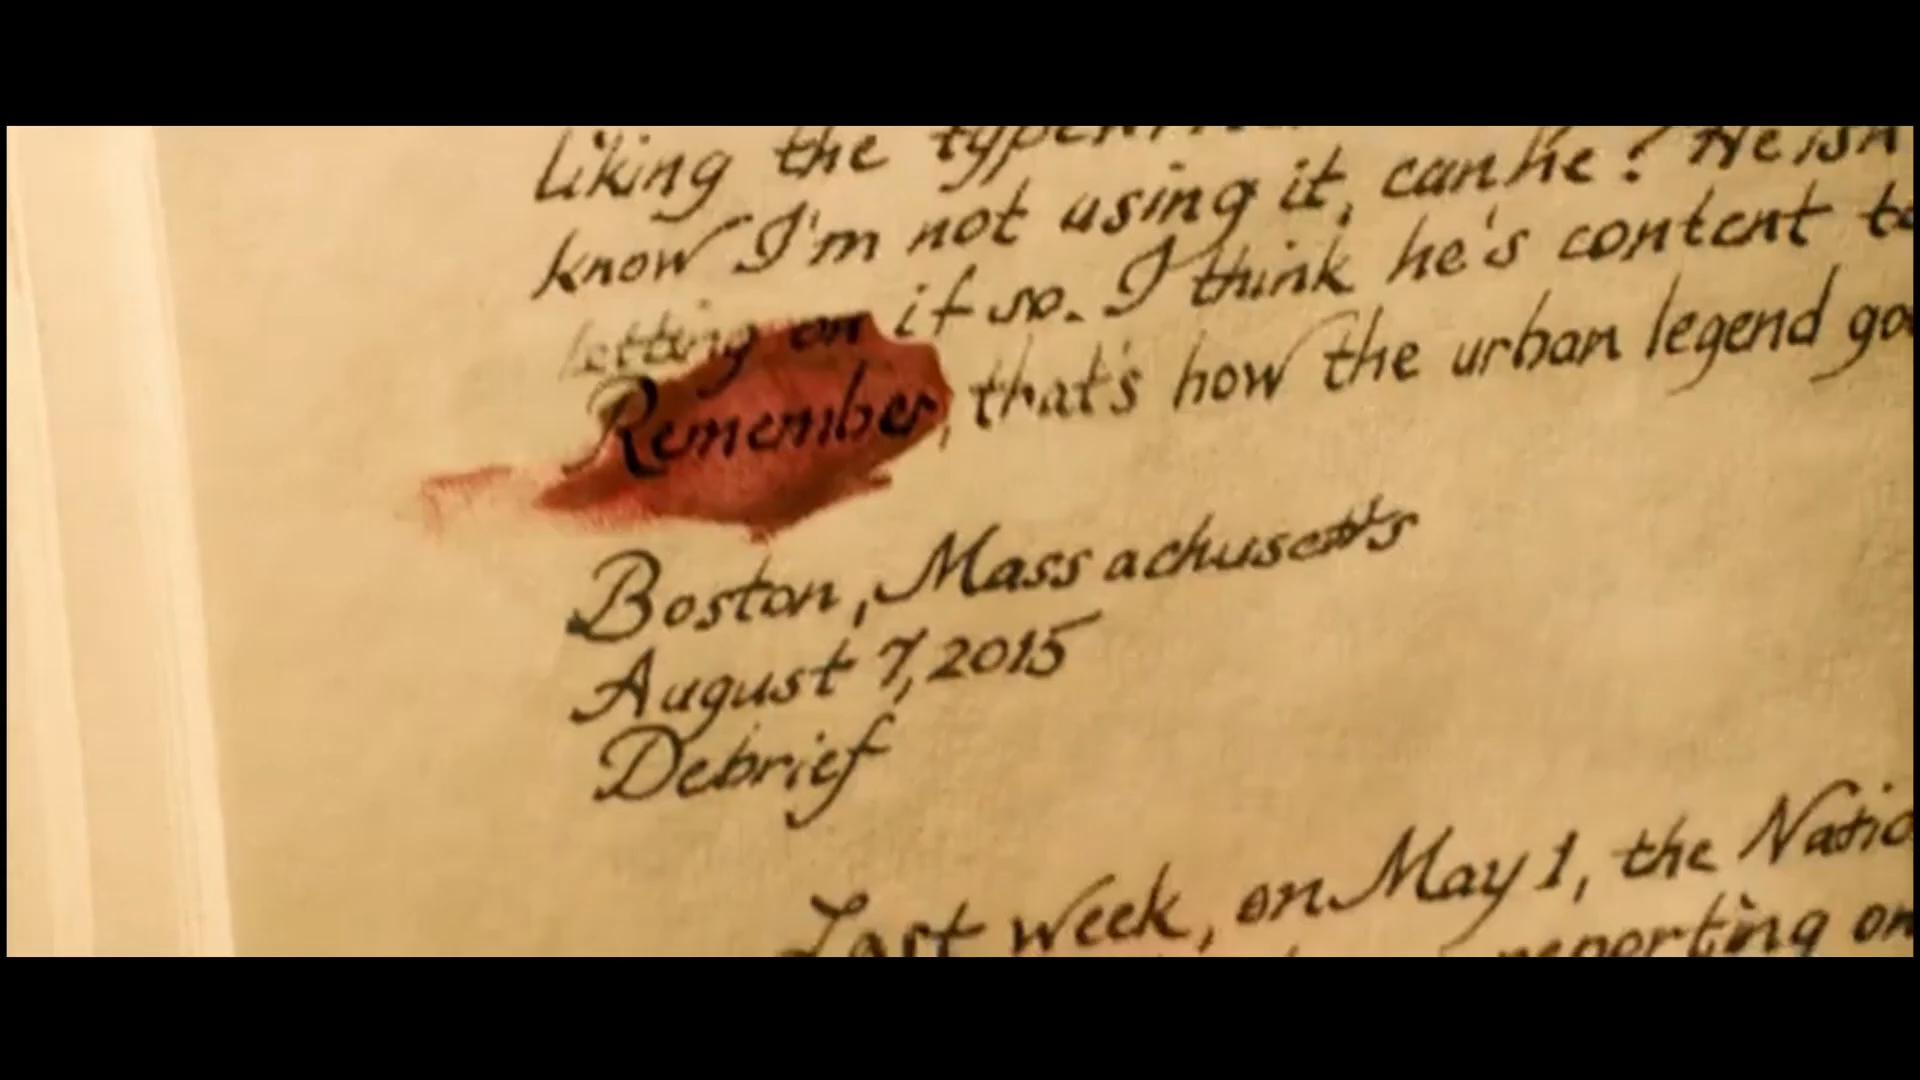 liking the
know I'm not using it, can he? He isn
letting on if so. I think he's content to
Remember, that's how the urban legend go
Boston, Massachusetts
August 7, 2015
Debrief
Last week, on May 1, the Natio
reporting on